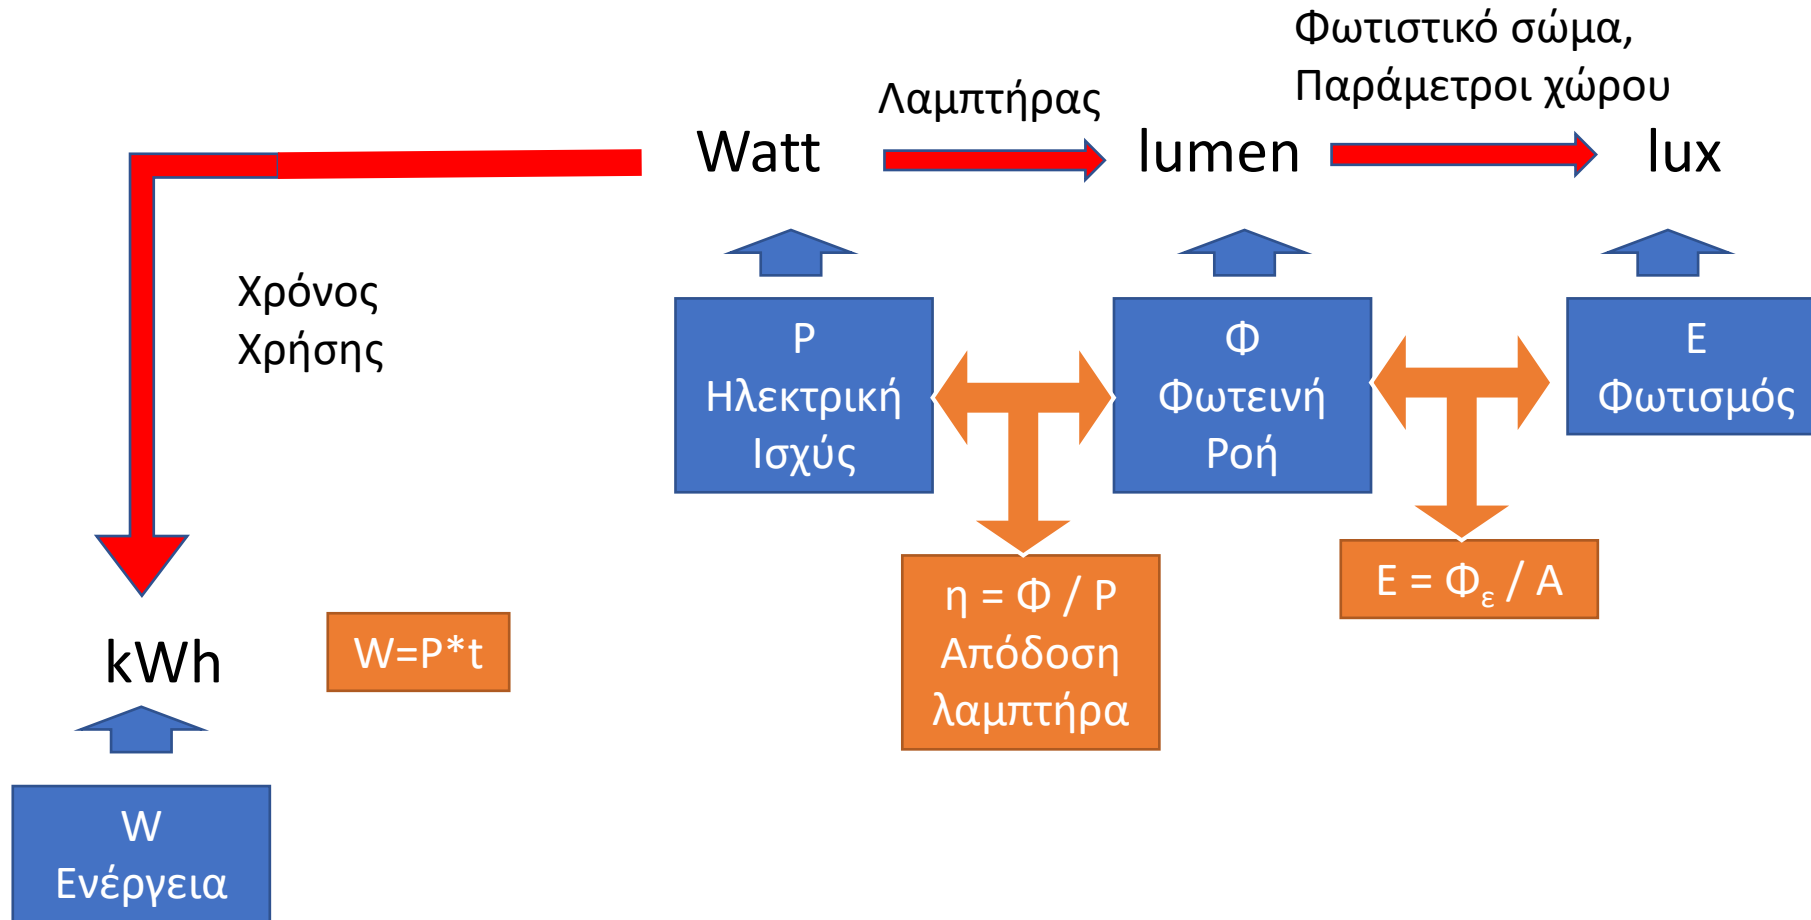 Φωτιστικό σώμα,
Παράμετροι χώρου
Λαμπτήρας
Watt
lumen
lux
Χρόνος
Χρήσης
P
Ηλεκτρική
Ισχύς
Φ
Φωτεινή
Ροή
E
Φωτισμός
η = Φ / P
Απόδοση
λαμπτήρα
E = Φε / A
kWh
W=P*t
W
Ενέργεια